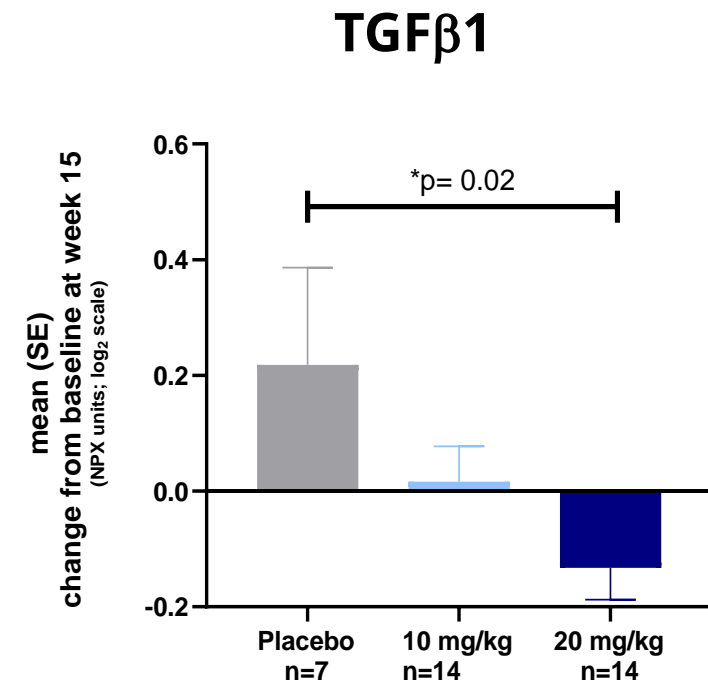 TGFβ1
mean (SE)
change from baseline at week 15
(NPX units; log₂ scale)
0.6
0.4
0.2
0.0
-0.2
*p= 0.02
Placebo 10 mg/kg 20 mg/kg
n=7 n=14 n=14